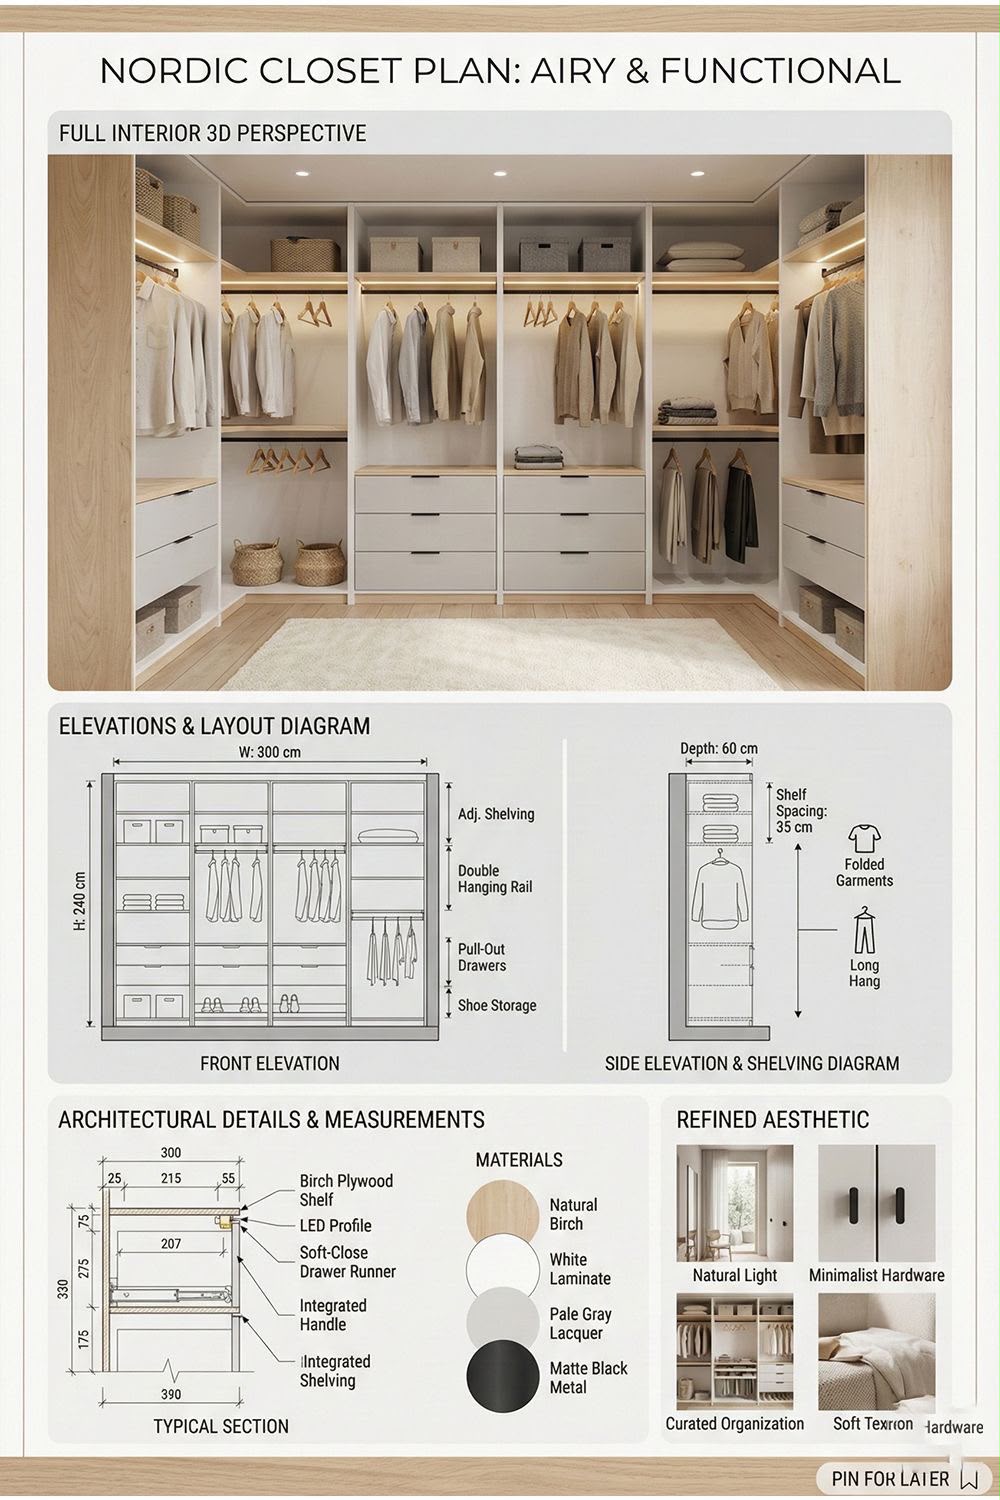 NORDIC CLOSET PLAN: AIRY & FUNCTIONAL
FULL INTERIOR 3D PERSPECTIVE
ELEVATIONS & LAYOUT DIAGRAM
W: 300 cm
H: 240 cm
Adj. Shelving
Double
Hanging Rail
Pull-Out
Drawers
Shoe Storage
FRONT ELEVATION
Depth: 60 cm
Shelf
Spacing:
35 cm
Folded
Garments
Long
Hang
SIDE ELEVATION & SHELVING DIAGRAM
ARCHITECTURAL DETAILS & MEASUREMENTS
300
25 215 55
75
207
330
275
175
390
Birch Plywood
Shelf
LED Profile
Soft-Close
Drawer Runner
Integrated
Handle
Integrated
Shelving
TYPICAL SECTION
MATERIALS
Natural
Birch
White
Laminate
Pale Gray
Lacquer
Matte Black
Metal
REFINED AESTHETIC
Natural Light
Minimalist Hardware
Curated Organization
Soft
Hardware
PIN FOR LATER